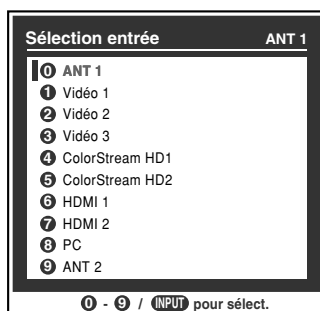 Sélection entrée ANT 1
0 ANT 1
1 Vidéo 1
2 Vidéo 2
3 Vidéo 3
4 ColorStream HD1
5 ColorStream HD2
6 HDMI 1
7 HDMI 2
8 PC
9 ANT 2
0 - 9 / INPUT pour sélect.